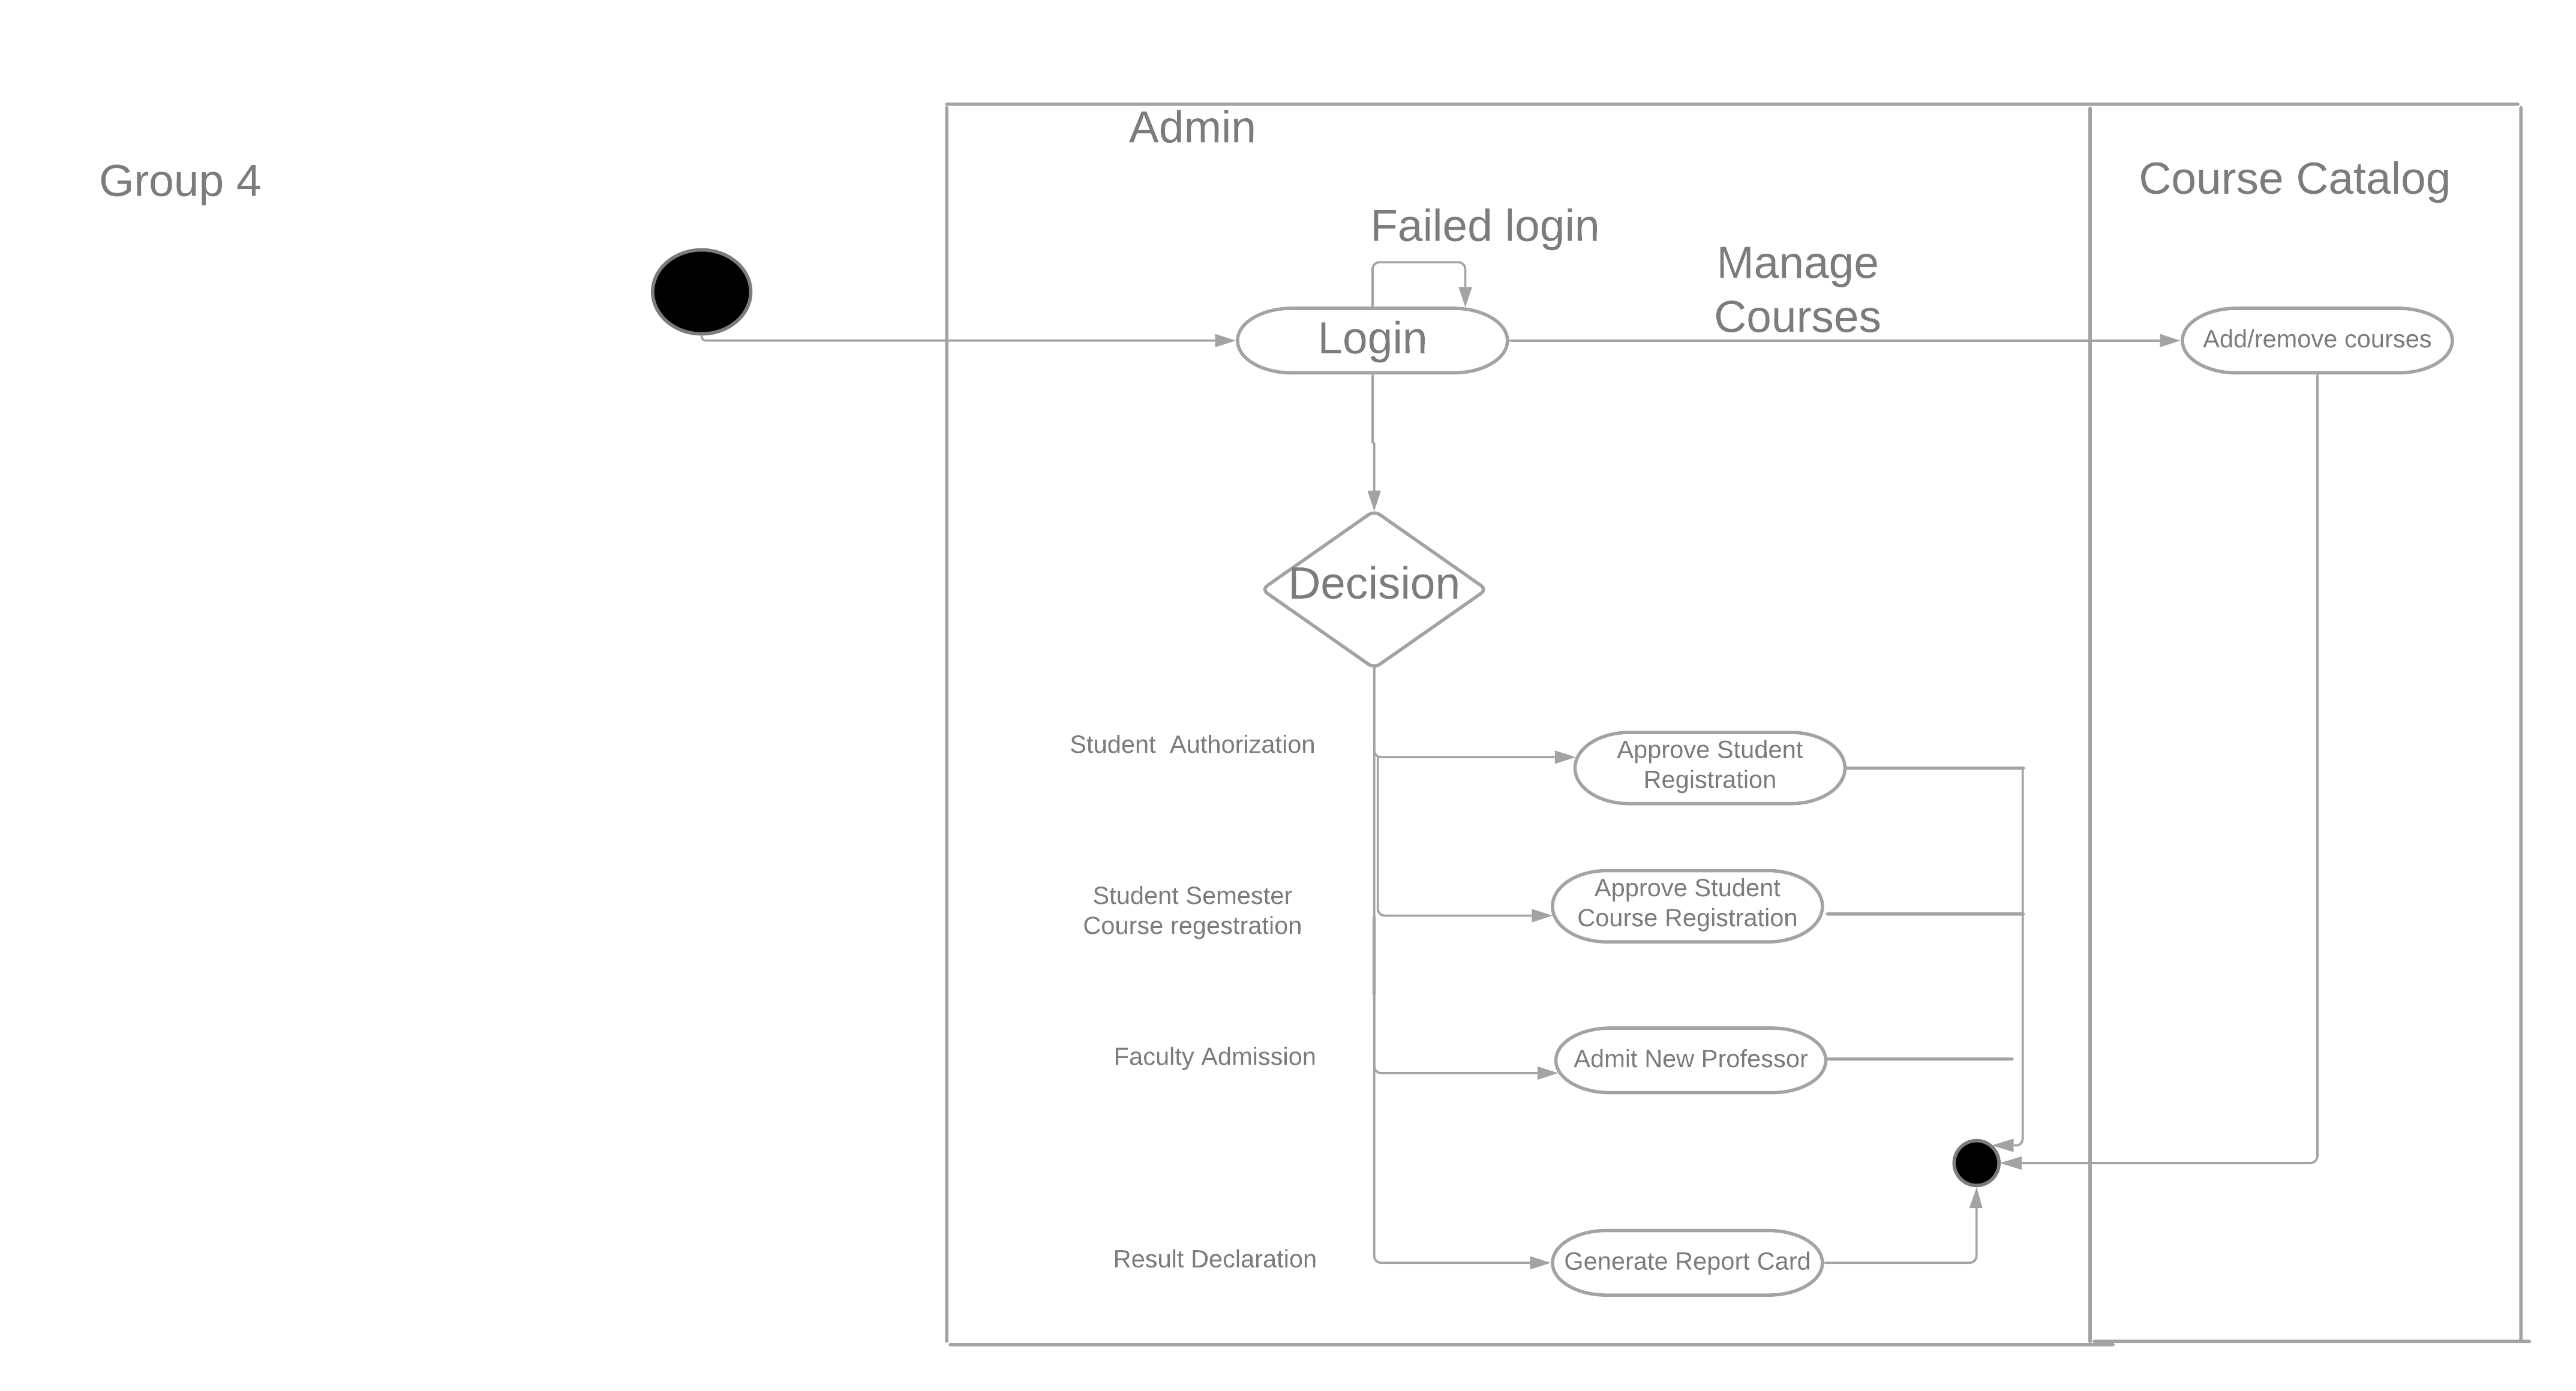 Admin
Group 4
Course Catalog
Failed login
Manage
Courses
Login
Add/remove courses
Decision
Student  Authorization
Approve Student
Registration
Student Semester
Course regestration
Approve Student
Course Registration
Faculty Admission
Admit New Professor
Result Declaration
Generate Report Card